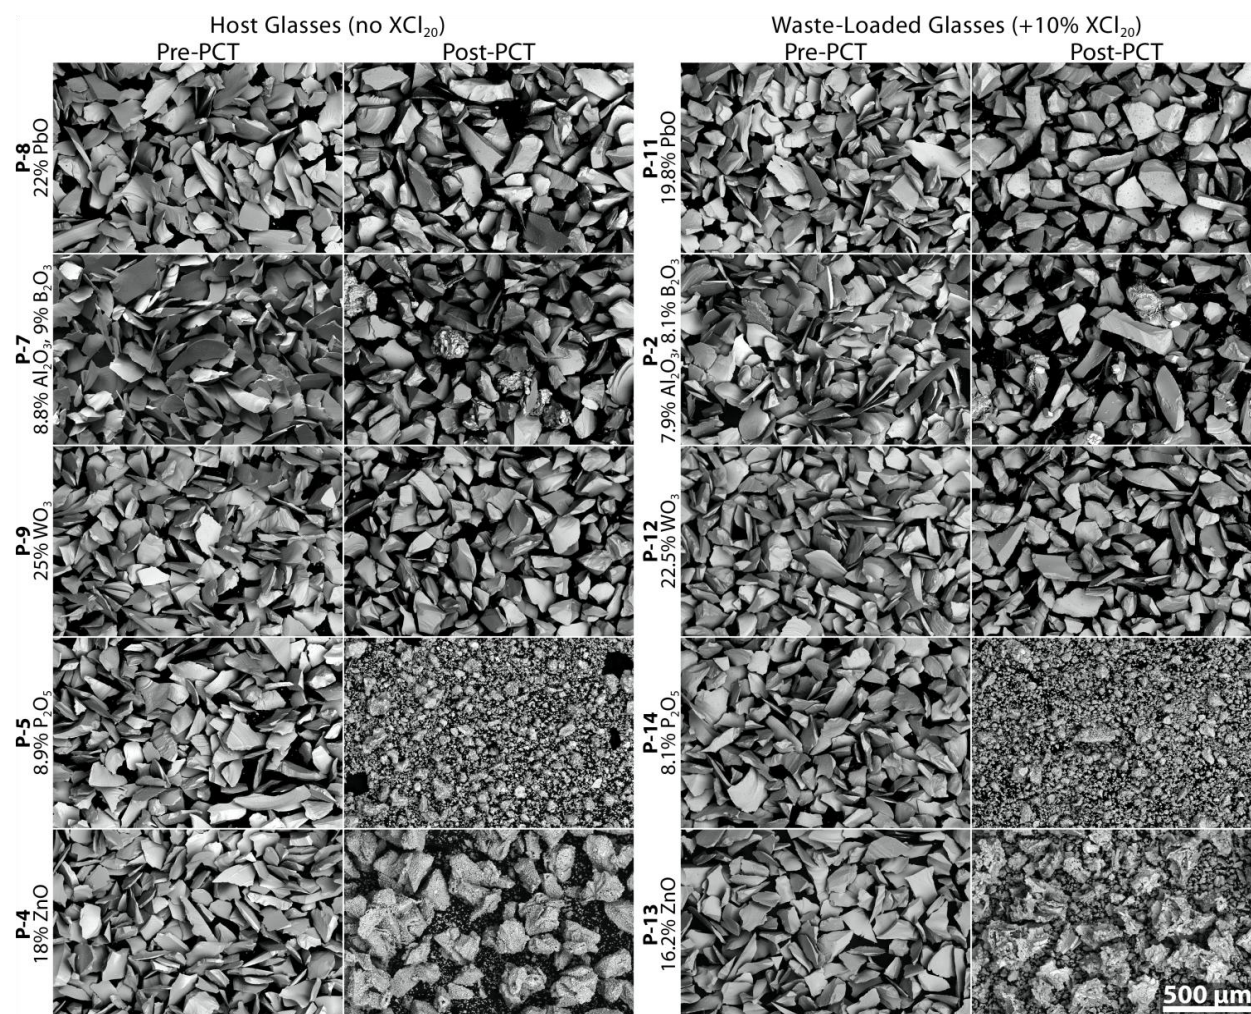 Host Glasses (no XCl₂₀)
Waste-Loaded Glasses (+10% XCl₂₀)
Pre-PCT
Post-PCT
Pre-PCT
Post-PCT
P-8
22% PbO
P-11
19.8% PbO
P-7
8.8% Al₂O₃, 9% B₂O₃
P-2
7.9% Al₂O₃, 8.1% B₂O₃
P-9
25% WO₃
P-12
22.5% WO₃
P-5
8.9% P₂O₅
P-14
8.1% P₂O₅
P-4
18% ZnO
P-13
16.2% ZnO
500 μm